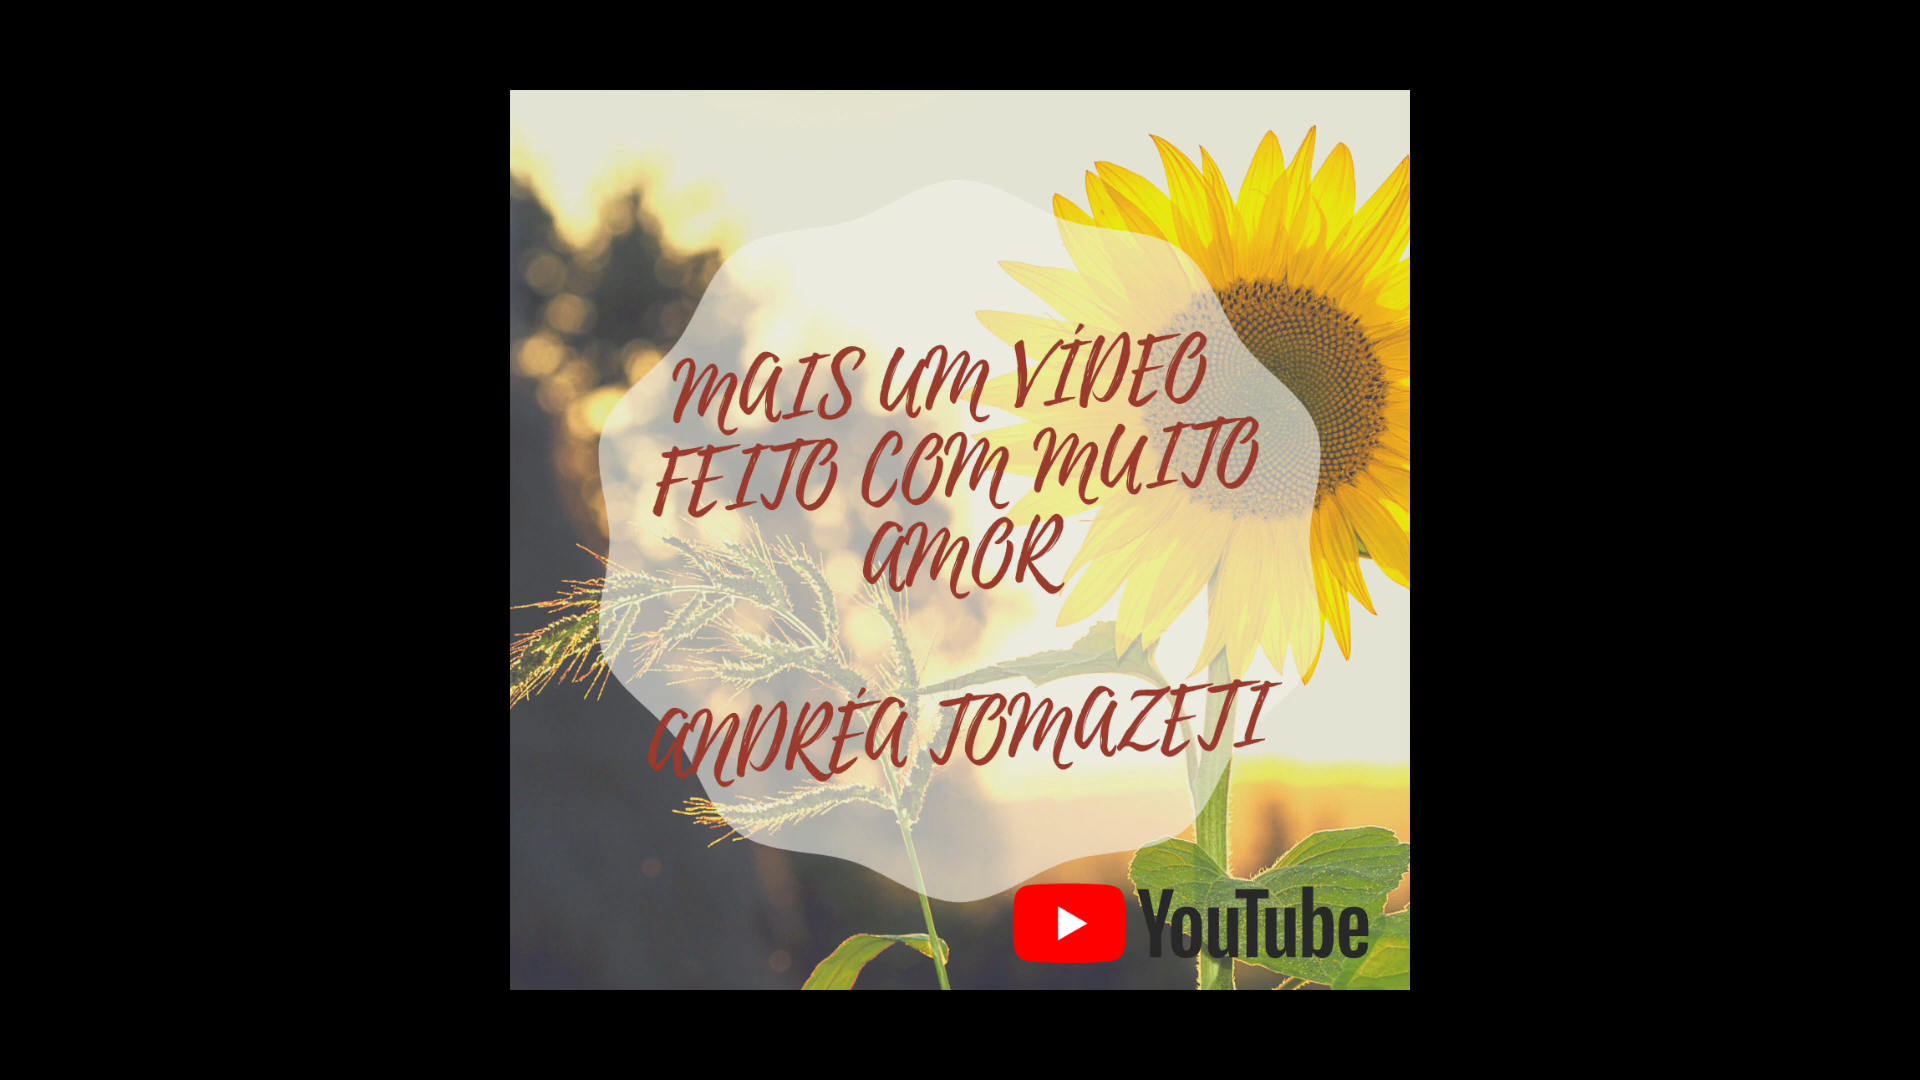 MAIS UM VÍDEO
FEITO COM MUITO
AMOR
ANDRÉA TOMAZETI
YouTube